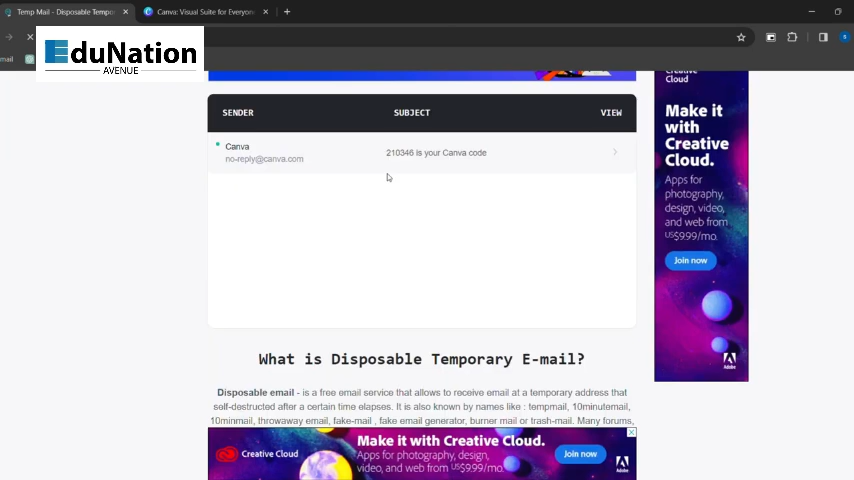 Temp Mail - Disposable Tempo
Canva: Visual Suite for Everyone
mail
EduNation
AVENUE
SENDER
SUBJECT
VIEW
Canva
no-reply@canva.com
210346 is your Canva code
What is Disposable Temporary E-mail?
Disposable email - is a free email service that allows to receive email at a temporary address that
self-destructed after a certain time elapses. It is also known by names like : tempmail, 10minutemail,
10minmail, throwaway email, fake-mail , fake email generator, burner mail or trash-mail. Many forums,
Creative
Cloud
Make it
with
Creative
Cloud.
Apps for
photography,
design, video,
and web from
US$9.99/mo.
Join now
Adobe
Creative Cloud
Make it with Creative Cloud.
Apps for photography, design,
video, and web from US$9.99/mo.
Join now
Adobe